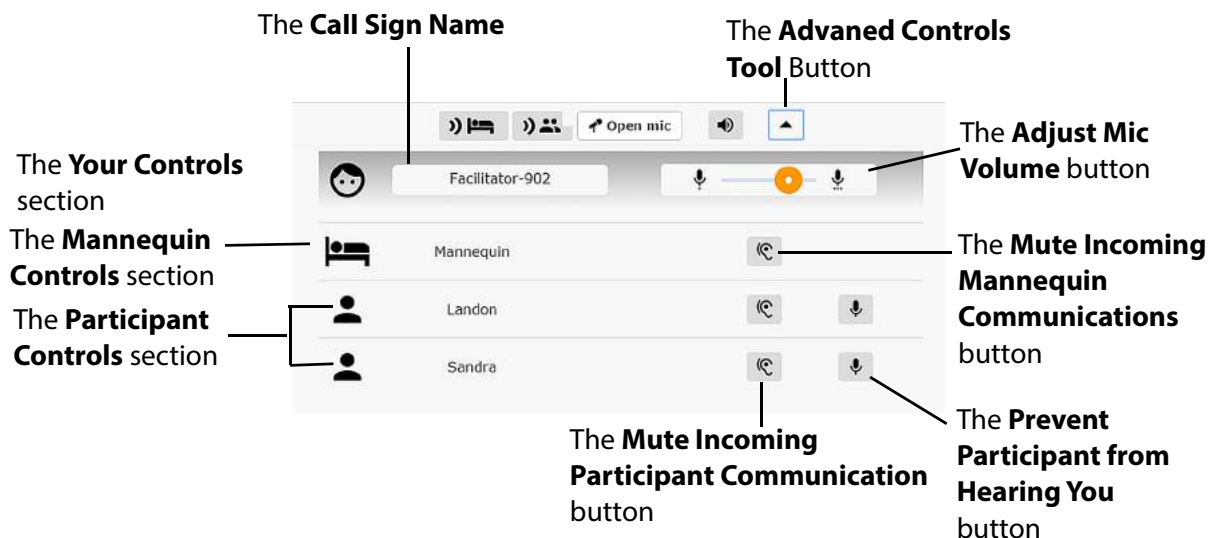 The Call Sign Name
The Advaned Controls
Tool Button
Open mic
The Your Controls
section
Facilitator-902
The Adjust Mic
Volume button
The Mannequin
Controls section
Mannequin
The Mute Incoming
Mannequin
Communications
button
The Participant
Controls section
Landon
Sandra
The Mute Incoming
Participant Communication
button
The Prevent
Participant from
Hearing You
button